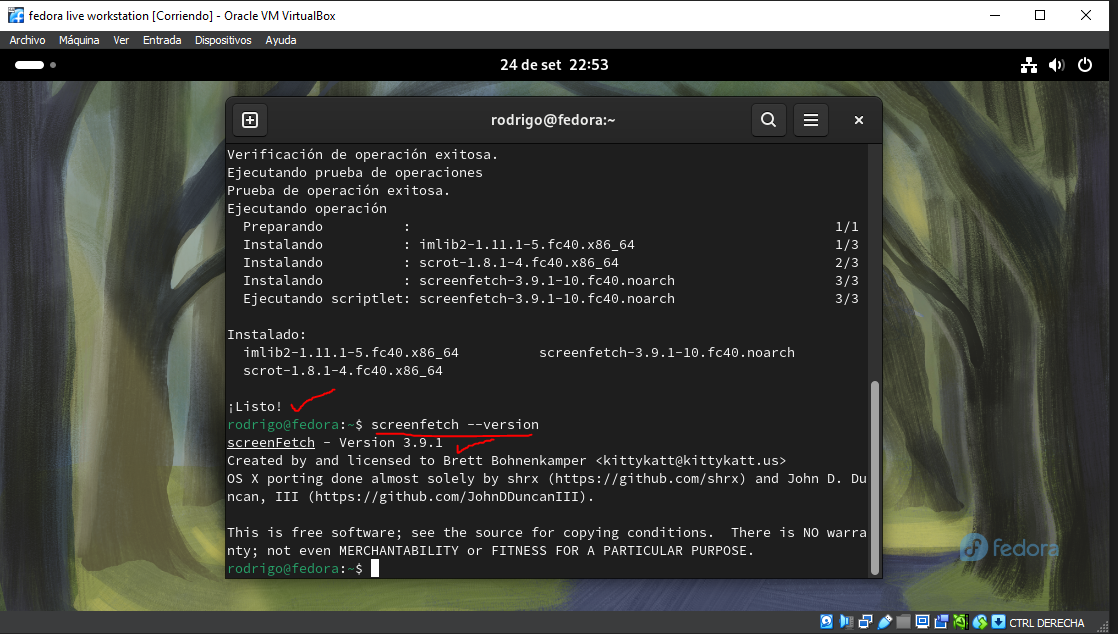 fedora live workstation [Corriendo] - Oracle VM VirtualBox
Archivo Máquina Ver Entrada Dispositivos Ayuda
24 de set 22:53
rodrigo@fedora:~
Verificación de operación exitosa.
Ejecutando prueba de operaciones
Prueba de operación exitosa.
Ejecutando operación
Preparando : 1/1
Instalando : imlib2-1.11.1-5.fc40.x86_64 1/3
Instalando : scrot-1.8.1-4.fc40.x86_64 2/3
Instalando : screenfetch-3.9.1-10.fc40.noarch 3/3
Ejecutando scriptlet: screenfetch-3.9.1-10.fc40.noarch 3/3
Instalado:
imlib2-1.11.1-5.fc40.x86_64 screenfetch-3.9.1-10.fc40.noarch
scrot-1.8.1-4.fc40.x86_64
¡Listo!
rodrigo@fedora:~$ screenfetch --version
screenFetch - Version 3.9.1
Created by and licensed to Brett Bohnenkamper <kittykatt@kittykatt.us>
OS X porting done almost solely by shrx (https://github.com/shrx) and John D. Du
ncan, III (https://github.com/JohnDDuncanIII).
This is free software; see the source for copying conditions. There is NO warra
nty; not even MERCHANTABILITY or FITNESS FOR A PARTICULAR PURPOSE.
rodrigo@fedora:~$
fedora
CTRL DERECHA